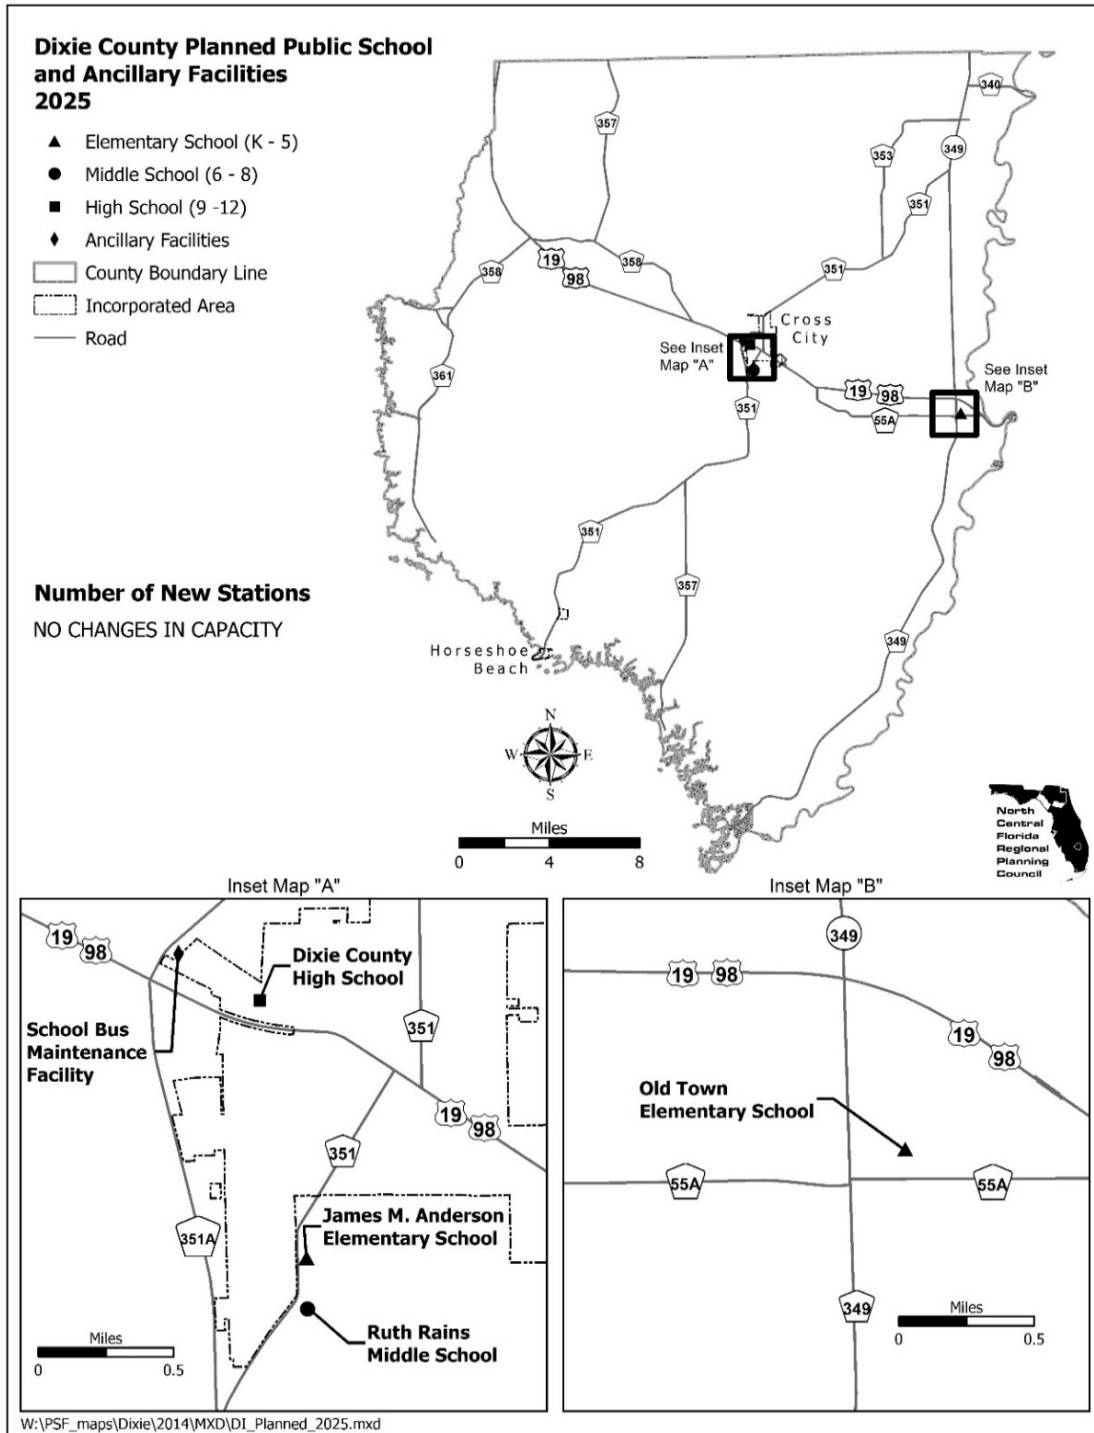 Dixie County Planned Public School
and Ancillary Facilities
2025
Elementary School (K - 5)
Middle School (6 - 8)
High School (9 -12)
Ancillary Facilities
County Boundary Line
Incorporated Area
Road
340
357
349
353
351
358
19
98
358
351
Cross
City
See Inset
Map "A"
See Inset
Map "B"
361
19
98
351
55A
351
357
349
Number of New Stations
NO CHANGES IN CAPACITY
Horseshoe
Beach
N
W
E
S
Miles
0
4
8
North
Central
Florida
Regional
Planning
Council
Inset Map "A"
19
98
Dixie County
High School
School Bus
Maintenance
Facility
351
19
98
351
351A
James M. Anderson
Elementary School
Ruth Rains
Middle School
Miles
0
0.5
Inset Map "B"
349
19
98
19
98
Old Town
Elementary School
55A
55A
349
Miles
0
0.5
W:\PSF_maps\Dixie\2014\MXD\DI_Planned_2025.mxd